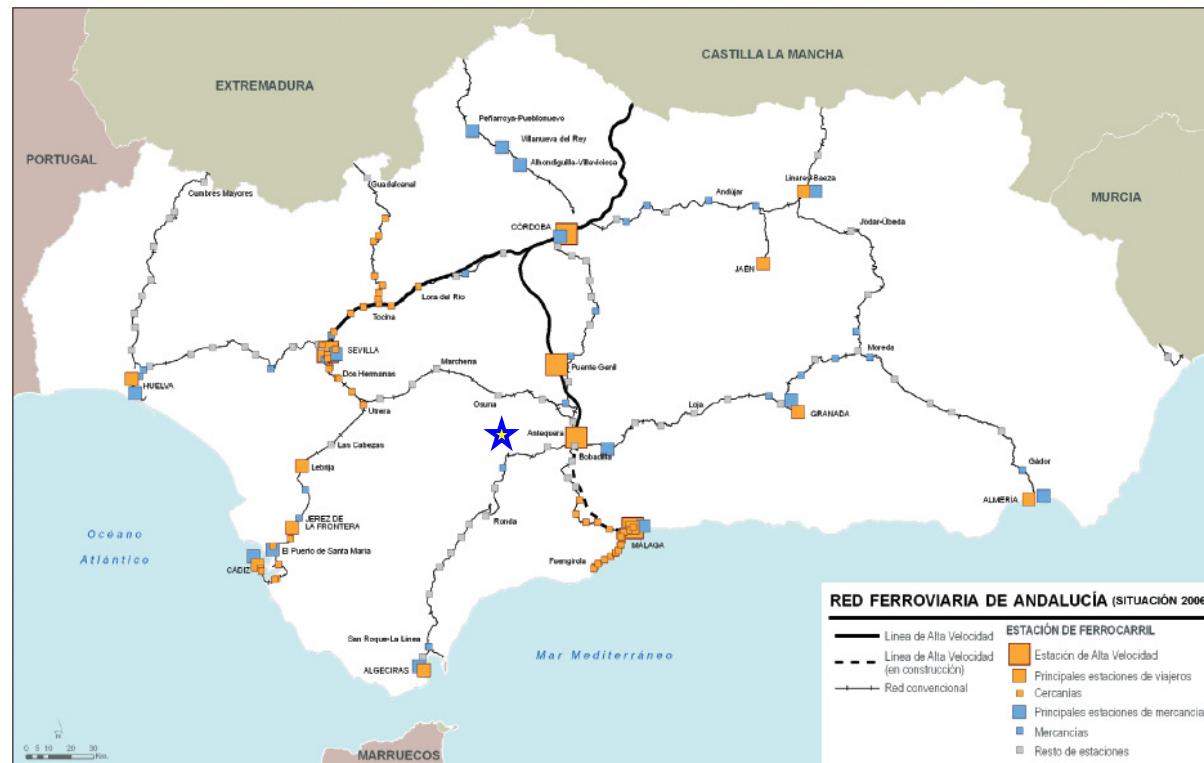 CASTILLA LA MANCHA
EXTREMADURA
PORTUGAL
MURCIA
Peñarroya-Pueblonuevo
Villanueva del Rey
Alhondiguilla-Villaviciosa
Cumbres Mayores
Guadalcanal
Linares-Baeza
Andújar
Jódar-Úbeda
CÓRDOBA
JAÉN
Lora del Río
Tocina
SEVILLA
Marchena
Moreda
Dos Hermanas
Puente Genil
HUELVA
Osuna
Loja
Utrera
GRANADA
Antequera
Las Cabezas
Bobadilla
Lebrija
Gádor
ALMERÍA
Ronda
JEREZ DE
LA FRONTERA
Océano
Atlántico
El Puerto de Santa María
MÁLAGA
Fuengirola
CÁDIZ
San Roque-La Línea
ALGECIRAS
Mar Mediterráneo
MARRUECOS
N
0 5 10 20 30
Km.
RED FERROVIARIA DE ANDALUCÍA (SITUACIÓN 2006
Línea de Alta Velocidad
Línea de Alta Velocidad
(en construcción)
Red convencional
ESTACIÓN DE FERROCARRIL
Estación de Alta Velocidad
Principales estaciones de viajeros
Cercanías
Principales estaciones de mercancía
Mercancías
Resto de estaciones